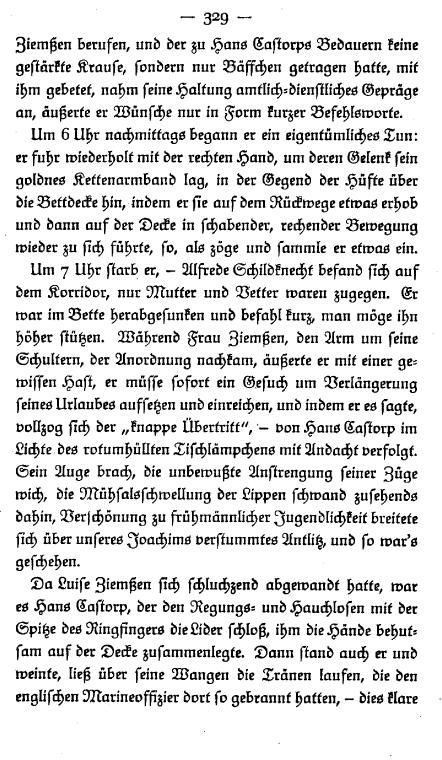 — 329 —
Ziemßen berufen, und der zu Hans Castorps Bedauern keine
gestärkte Krause, sondern nur Bäffchen getragen hatte, mit
ihm gebetet, nahm seine Haltung amtlich-dienstliches Gepräge
an, äußerte er Wünsche nur in Form kurzer Befehlsworte.
Um 6 Uhr nachmittags begann er ein eigentümliches Tun:
er fuhr wiederholt mit der rechten Hand, um deren Gelenk sein
goldnes Kettenarmband lag, in der Gegend der Hüfte über
die Bettdecke hin, indem er sie auf dem Rückwege etwas erhob
und dann auf der Decke in schabender, rechender Bewegung
wieder zu sich führte, so, als zöge und sammle er etwas ein.
Um 7 Uhr starb er, – Alfrede Schildknecht befand sich auf
dem Korridor, nur Mutter und Vetter waren zugegen. Er
war im Bette herabgesunken und befahl kurz, man möge ihn
höher stützen. Während Frau Ziemßen, den Arm um seine
Schultern, der Anordnung nachkam, äußerte er mit einer ge-
wissen Hast, er müsse sofort ein Gesuch um Verlängerung
seines Urlaubes aufsetzen und einreichen, und indem er es sagte,
vollzog sich der „knappe Übertritt“, – von Hans Castorp im
Lichte des rotumhüllten Tischlämpchens mit Andacht verfolgt.
Sein Auge brach, die unbewußte Anstrengung seiner Züge
wich, die Mühsalsschwellung der Lippen schwand zusehends
dahin, Verschönung zu frühmännlicher Jugendlichkeit breitete
sich über unseres Joachims verstummtes Antlitz, und so war's
geschehen.
Da Luise Ziemßen sich schluchzend abgewandt hatte, war
es Hans Castorp, der den Regungs- und Hauchlosen mit der
Spitze des Ringfingers die Lider schloß, ihm die Hände behut-
sam auf der Decke zusammenlegte. Dann stand auch er und
weinte, ließ über seine Wangen die Tränen laufen, die den
englischen Marineoffizier dort so gebrannt hatten, – dies klare